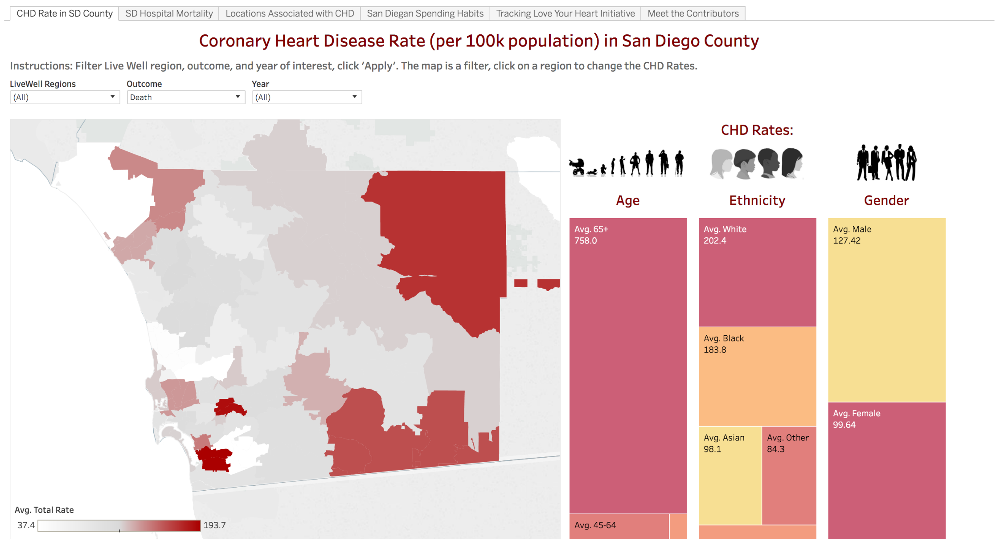 CHD Rate in SD County
SD Hospital Mortality
Locations Associated with CHD
San Diegan Spending Habits
Tracking Love Your Heart Initiative
Meet the Contributors
Coronary Heart Disease Rate (per 100k population) in San Diego County
Instructions: Filter Live Well region, outcome, and year of interest, click 'Apply'. The map is a filter, click on a region to change the CHD Rates.
LiveWell Regions
Outcome
Year
(All)
Death
(All)
CHD Rates:
Age
Ethnicity
Gender
Avg. 65+
758.0
Avg. 45-64
Avg. White
202.4
Avg. Black
183.8
Avg. Asian
98.1
Avg. Other
84.3
Avg. Male
127.42
Avg. Female
99.64
Avg. Total Rate
37.4
193.7